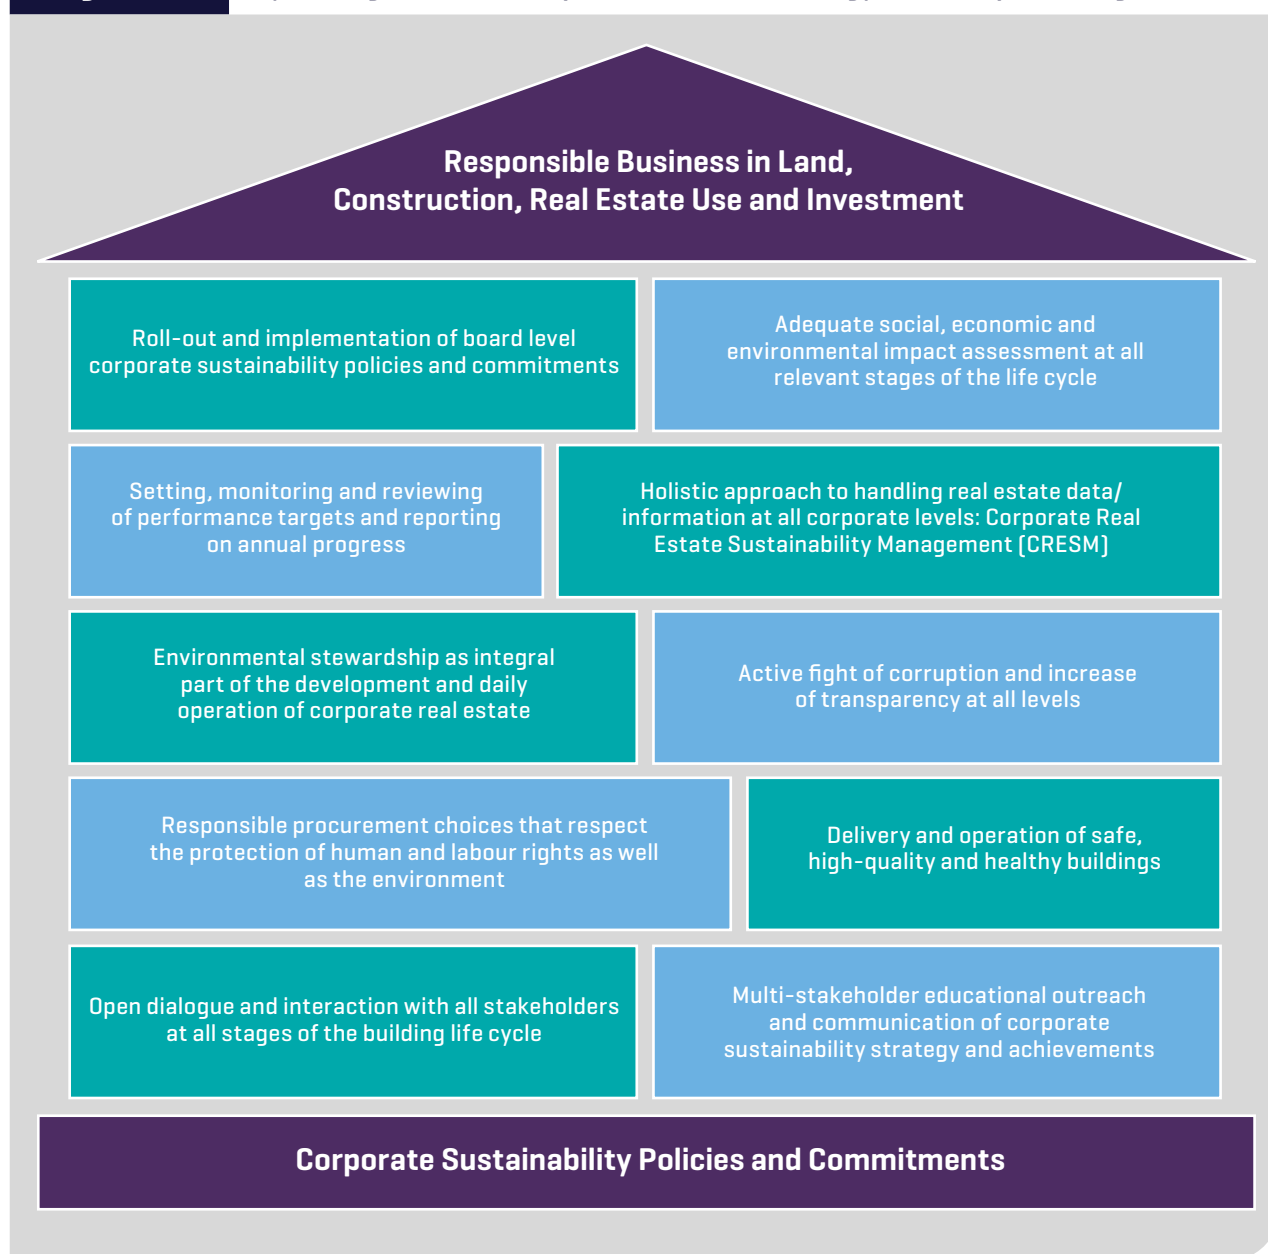 Responsible Business in Land,
Construction, Real Estate Use and Investment
Roll-out and implementation of board level
corporate sustainability policies and commitments
Adequate social, economic and
environmental impact assessment at all
relevant stages of the life cycle
Setting, monitoring and reviewing
of performance targets and reporting
on annual progress
Holistic approach to handling real estate data/
information at all corporate levels: Corporate Real
Estate Sustainability Management (CRESM)
Environmental stewardship as integral
part of the development and daily
operation of corporate real estate
Active fight of corruption and increase
of transparency at all levels
Responsible procurement choices that respect
the protection of human and labour rights as well
as the environment
Delivery and operation of safe,
high-quality and healthy buildings
Open dialogue and interaction with all stakeholders
at all stages of the building life cycle
Multi-stakeholder educational outreach
and communication of corporate
sustainability strategy and achievements
Corporate Sustainability Policies and Commitments